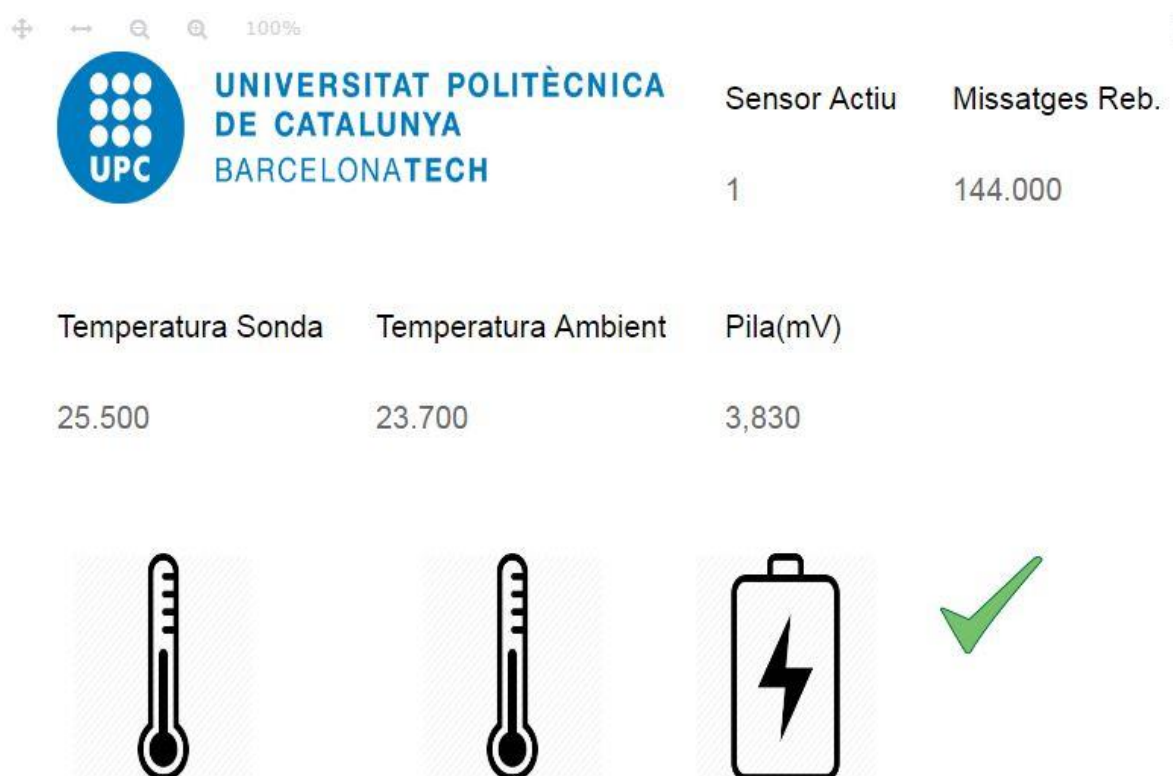 100%
UNIVERSITAT POLITÈCNICA
DE CATALUNYA
BARCELONATECH
UPC
Sensor Actiu Missatges Reb.
1 144.000
Temperatura Sonda Temperatura Ambient Pila(mV)
25.500 23.700 3,830